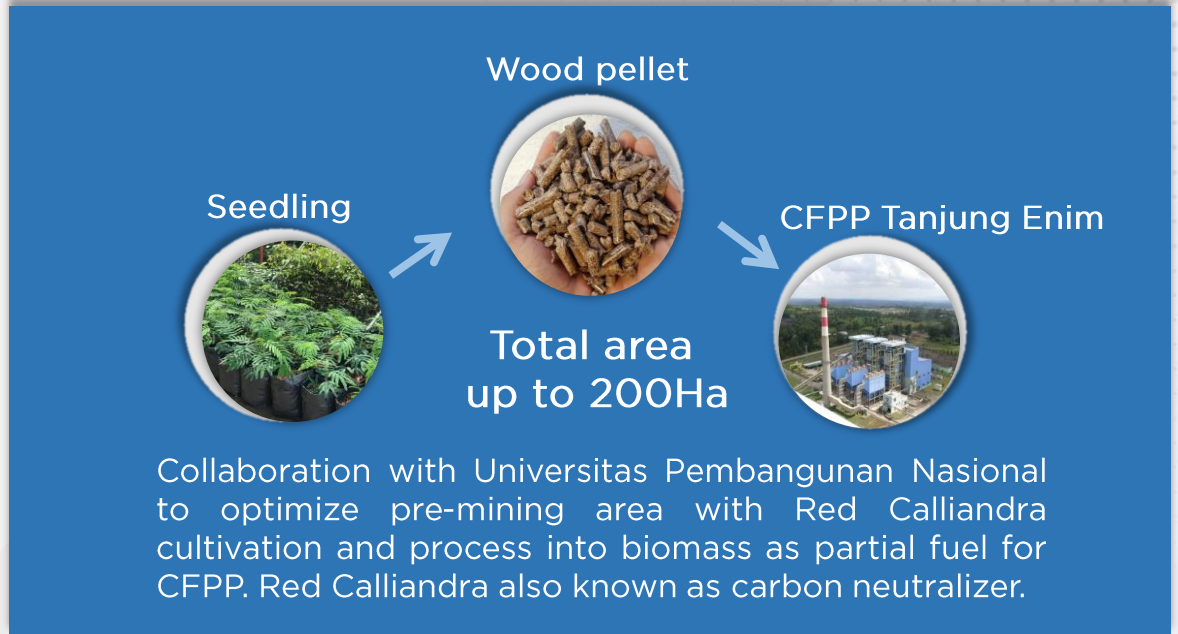 Wood pellet
Seedling
CFPP Tanjung Enim
Total area
up to 200Ha
Collaboration with Universitas Pembangunan Nasional
to optimize pre-mining area with Red Calliandra
cultivation and process into biomass as partial fuel for
CFPP. Red Calliandra also known as carbon neutralizer.